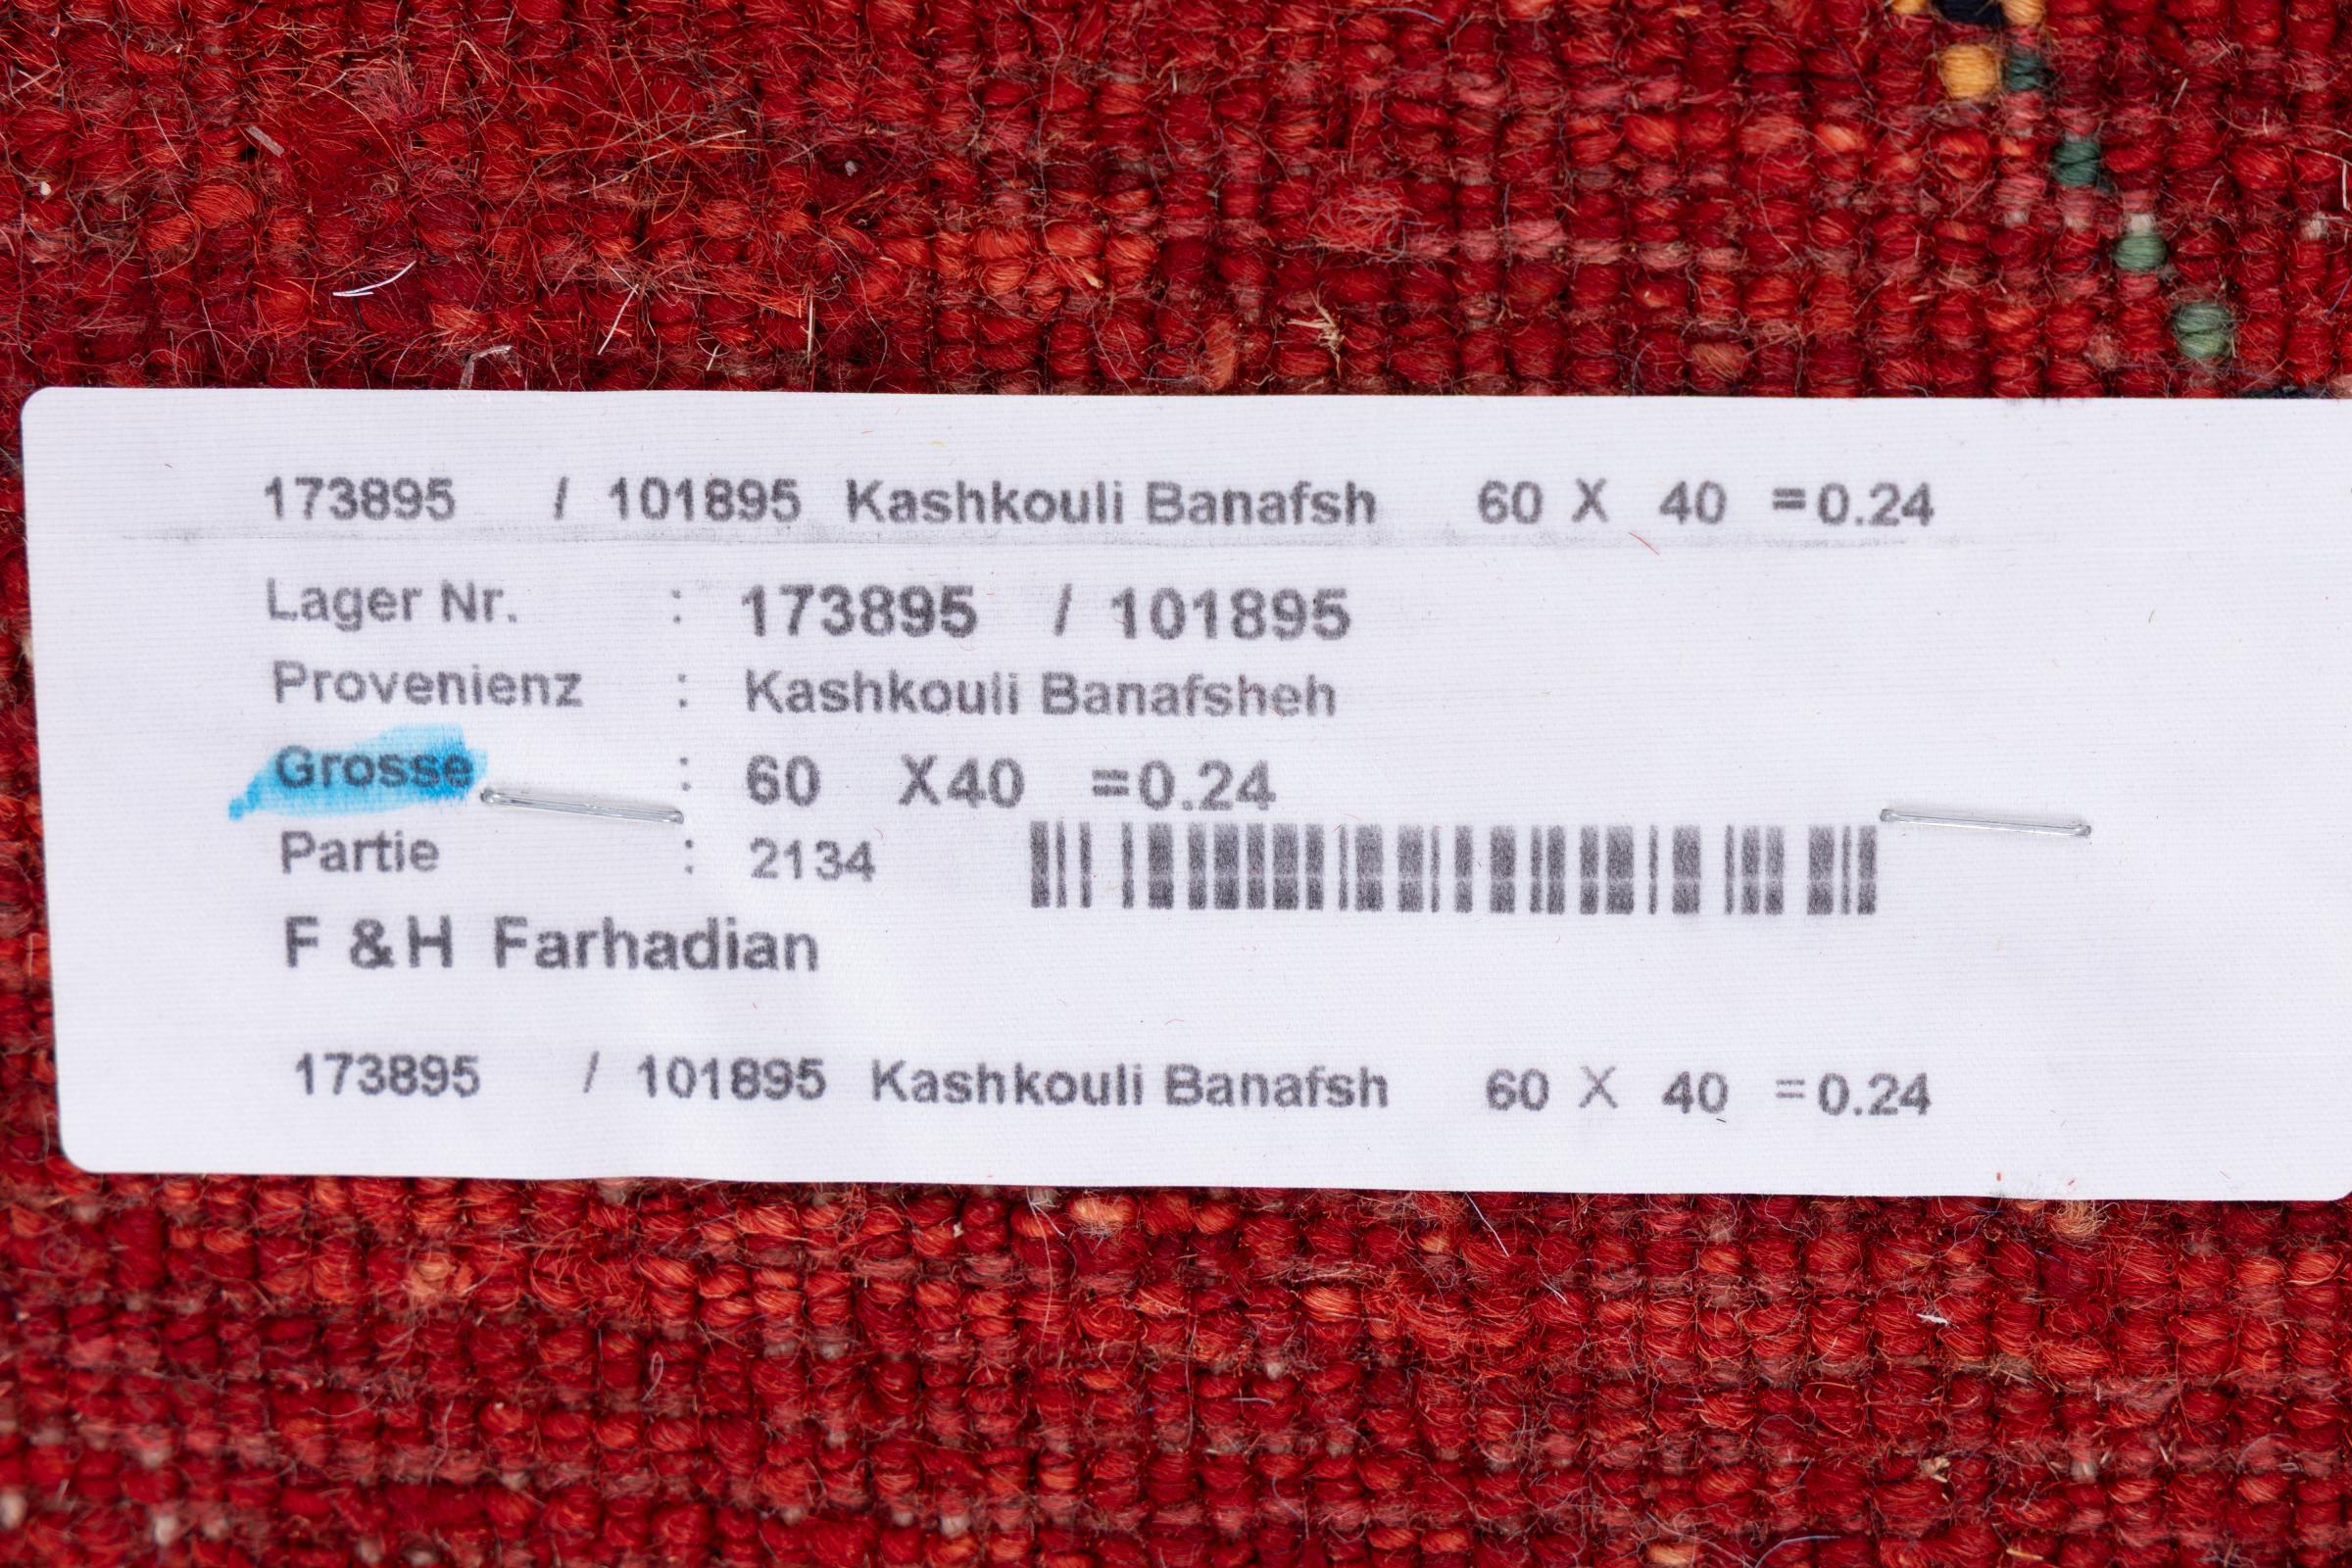 173895 / 101895 Kashkouli Banafsh 60 X 40 =0.24
Lager Nr. : 173895 / 101895
Provenienz : Kashkouli Banafsheh
Grosse : 60 X40 =0.24
Partie : 2134
F & H Farhadian
173895 / 101895 Kashkouli Banafsh 60 X 40 =0.24